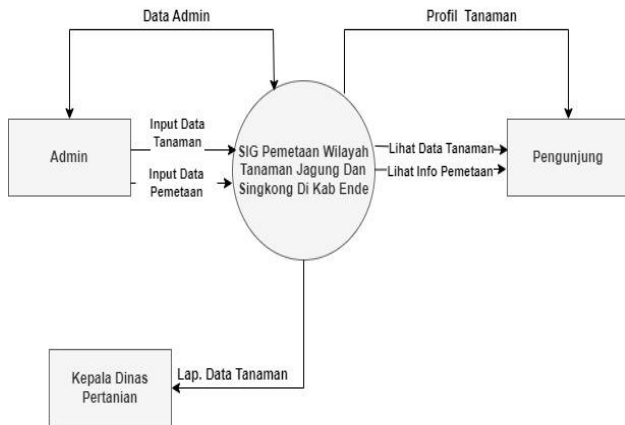 Data Admin
Profil Tanaman
Admin
Input Data
Tanaman
Input Data
Pemetaan
SIG Pemetaan Wilayah
Tanaman Jagung Dan
Singkong Di Kab Ende
Lihat Data Tanaman
Lihat Info Pemetaan
Pengunjung
Kepala Dinas
Pertanian
Lap. Data Tanaman